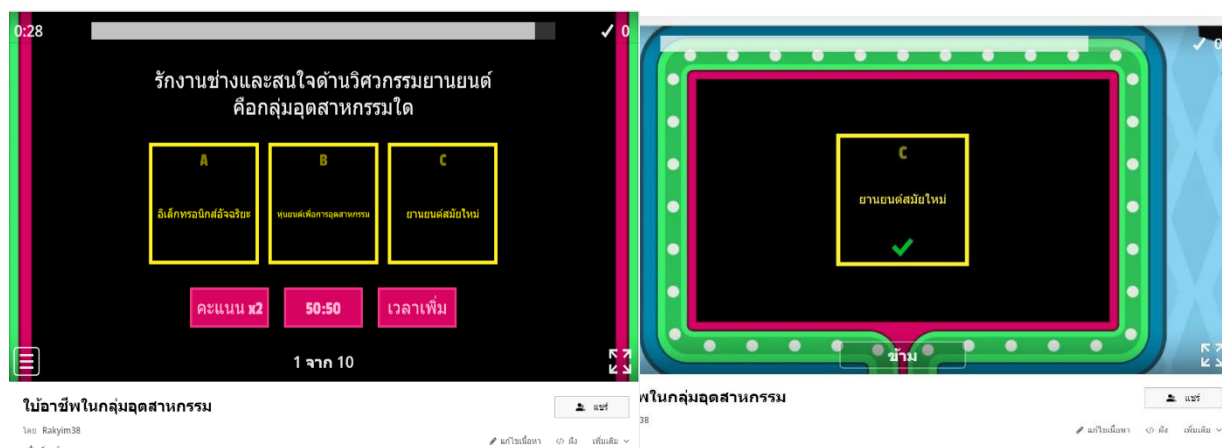 0:28
✓ 0
รักงานช่างและสนใจด้านวิศวกรรมยานยนต์
คือกลุ่มอุตสาหกรรมใด
A
อิเล็กทรอนิกส์อัจฉริยะ
B
หุ่นยนต์เพื่อการอุตสาหกรรม
C
ยานยนต์สมัยใหม่
คะแนน x2
50:50
เวลาเพิ่ม
1 จาก 10
ใบ้อาชีพในกลุ่มอุตสาหกรรม
แชร์
โดย Rakyim38
แก้ไขเนื้อหา
ฝัง
เพิ่มเติม
✓ 0
C
ยานยนต์สมัยใหม่
ข้าม
พในกลุ่มอุตสาหกรรม
แชร์
38
แก้ไขเนื้อหา
ฝัง
เพิ่มเติม